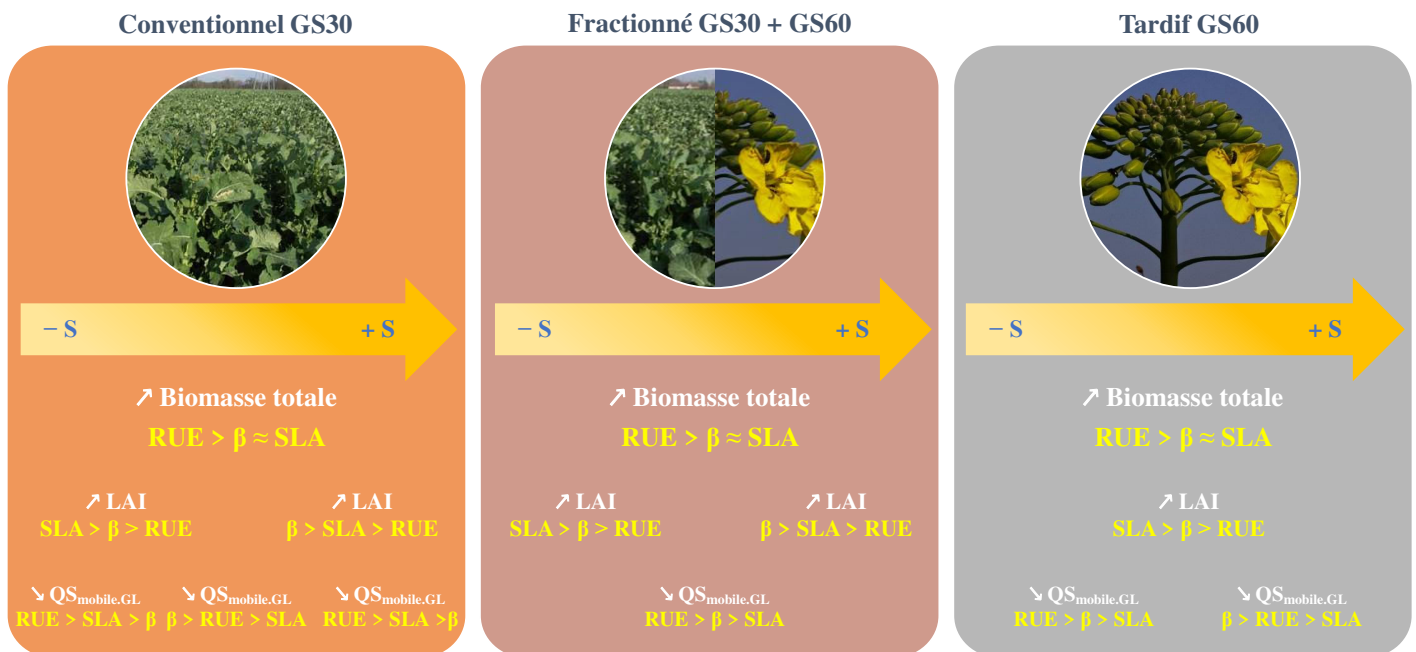 Conventionnel GS30
− S + S
↗ Biomasse totale
RUE > β ≈ SLA
↗ LAI ↗ LAI
SLA > β > RUE β > SLA > RUE
↘ QSmobile.GL ↘ QSmobile.GL ↘ QSmobile.GL
RUE > SLA > β β > RUE > SLA RUE > SLA >β
Fractionné GS30 + GS60
− S + S
↗ Biomasse totale
RUE > β ≈ SLA
↗ LAI ↗ LAI
SLA > β > RUE β > SLA > RUE
↘ QSmobile.GL
RUE > β > SLA
Tardif GS60
− S + S
↗ Biomasse totale
RUE > β ≈ SLA
↗ LAI
SLA > β > RUE
↘ QSmobile.GL ↘ QSmobile.GL
RUE > β > SLA β > RUE > SLA